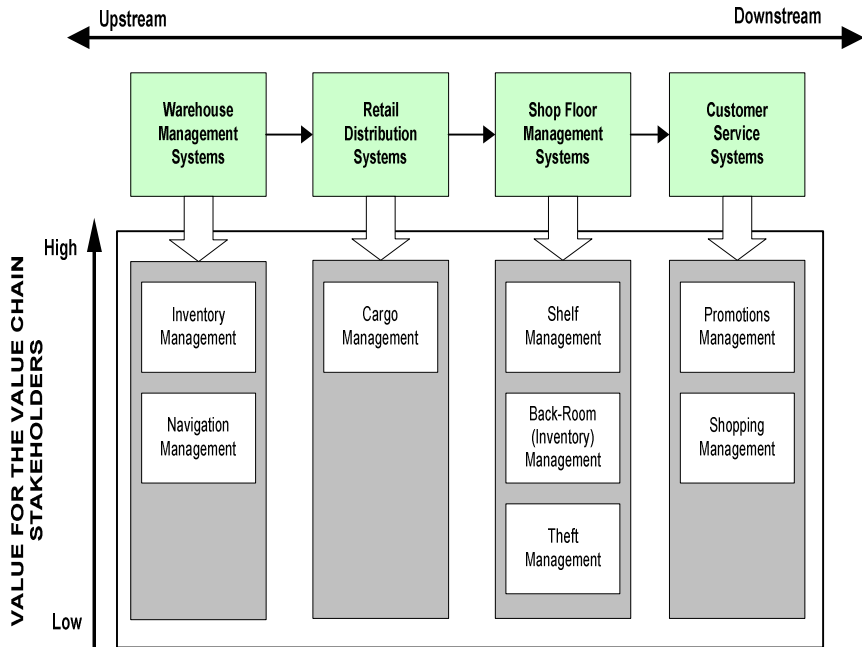 Upstream
Downstream
Warehouse
Management
Systems
Retail
Distribution
Systems
Shop Floor
Management
Systems
Customer
Service
Systems
High
Low
VALUE FOR THE VALUE CHAIN
STAKEHOLDERS
Inventory
Management
Navigation
Management
Cargo
Management
Shelf
Management
Back-Room
(Inventory)
Management
Theft
Management
Promotions
Management
Shopping
Management